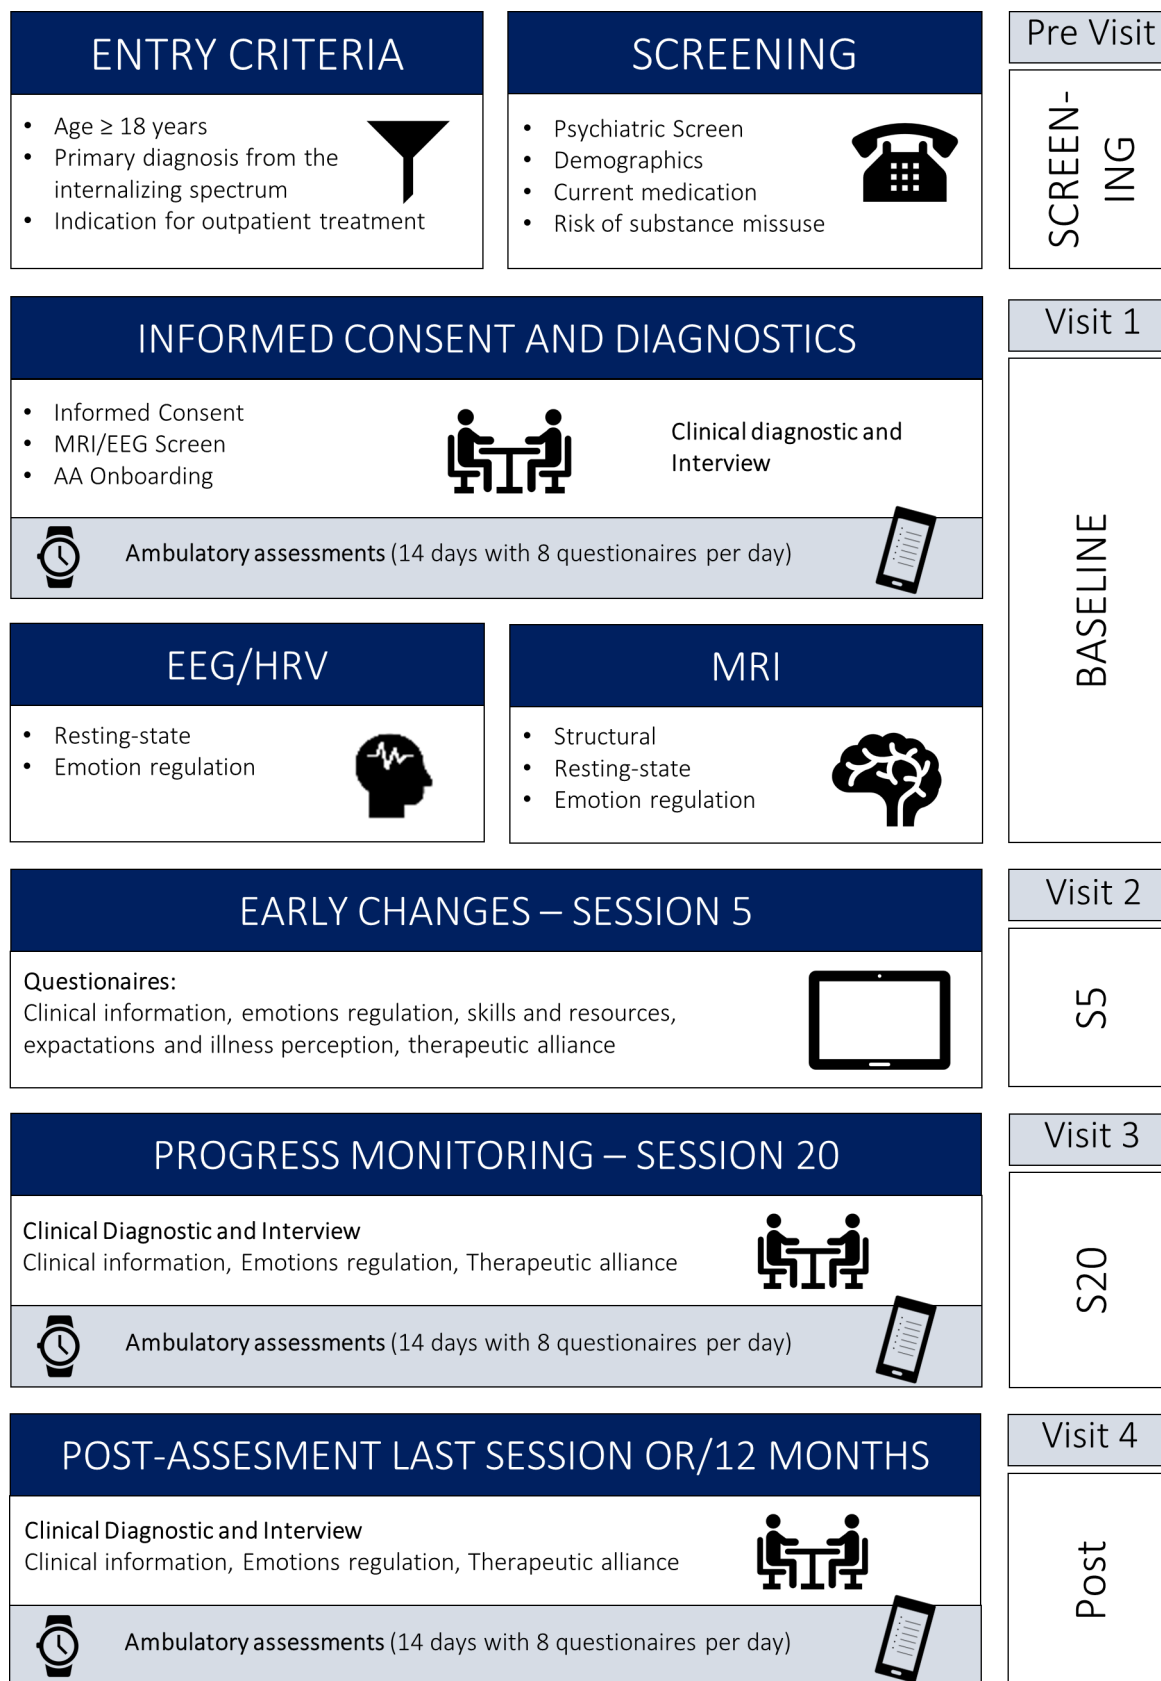 ENTRY CRITERIA
• Age ≥ 18 years
• Primary diagnosis from the
internalizing spectrum
• Indication for outpatient treatment
SCREENING
• Psychiatric Screen
• Demographics
• Current medication
• Risk of substance missuse
Pre Visit
SCREEN-
ING
INFORMED CONSENT AND DIAGNOSTICS
• Informed Consent
• MRI/EEG Screen
• AA Onboarding
Clinical diagnostic and
Interview
Ambulatory assessments (14 days with 8 questionaires per day)
Visit 1
BASELINE
EEG/HRV
• Resting-state
• Emotion regulation
MRI
• Structural
• Resting-state
• Emotion regulation
EARLY CHANGES – SESSION 5
Questionaires:
Clinical information, emotions regulation, skills and resources,
expactations and illness perception, therapeutic alliance
Visit 2
S5
PROGRESS MONITORING – SESSION 20
Clinical Diagnostic and Interview
Clinical information, Emotions regulation, Therapeutic alliance
Ambulatory assessments (14 days with 8 questionaires per day)
Visit 3
S20
POST-ASSESMENT LAST SESSION OR/12 MONTHS
Clinical Diagnostic and Interview
Clinical information, Emotions regulation, Therapeutic alliance
Ambulatory assessments (14 days with 8 questionaires per day)
Visit 4
Post